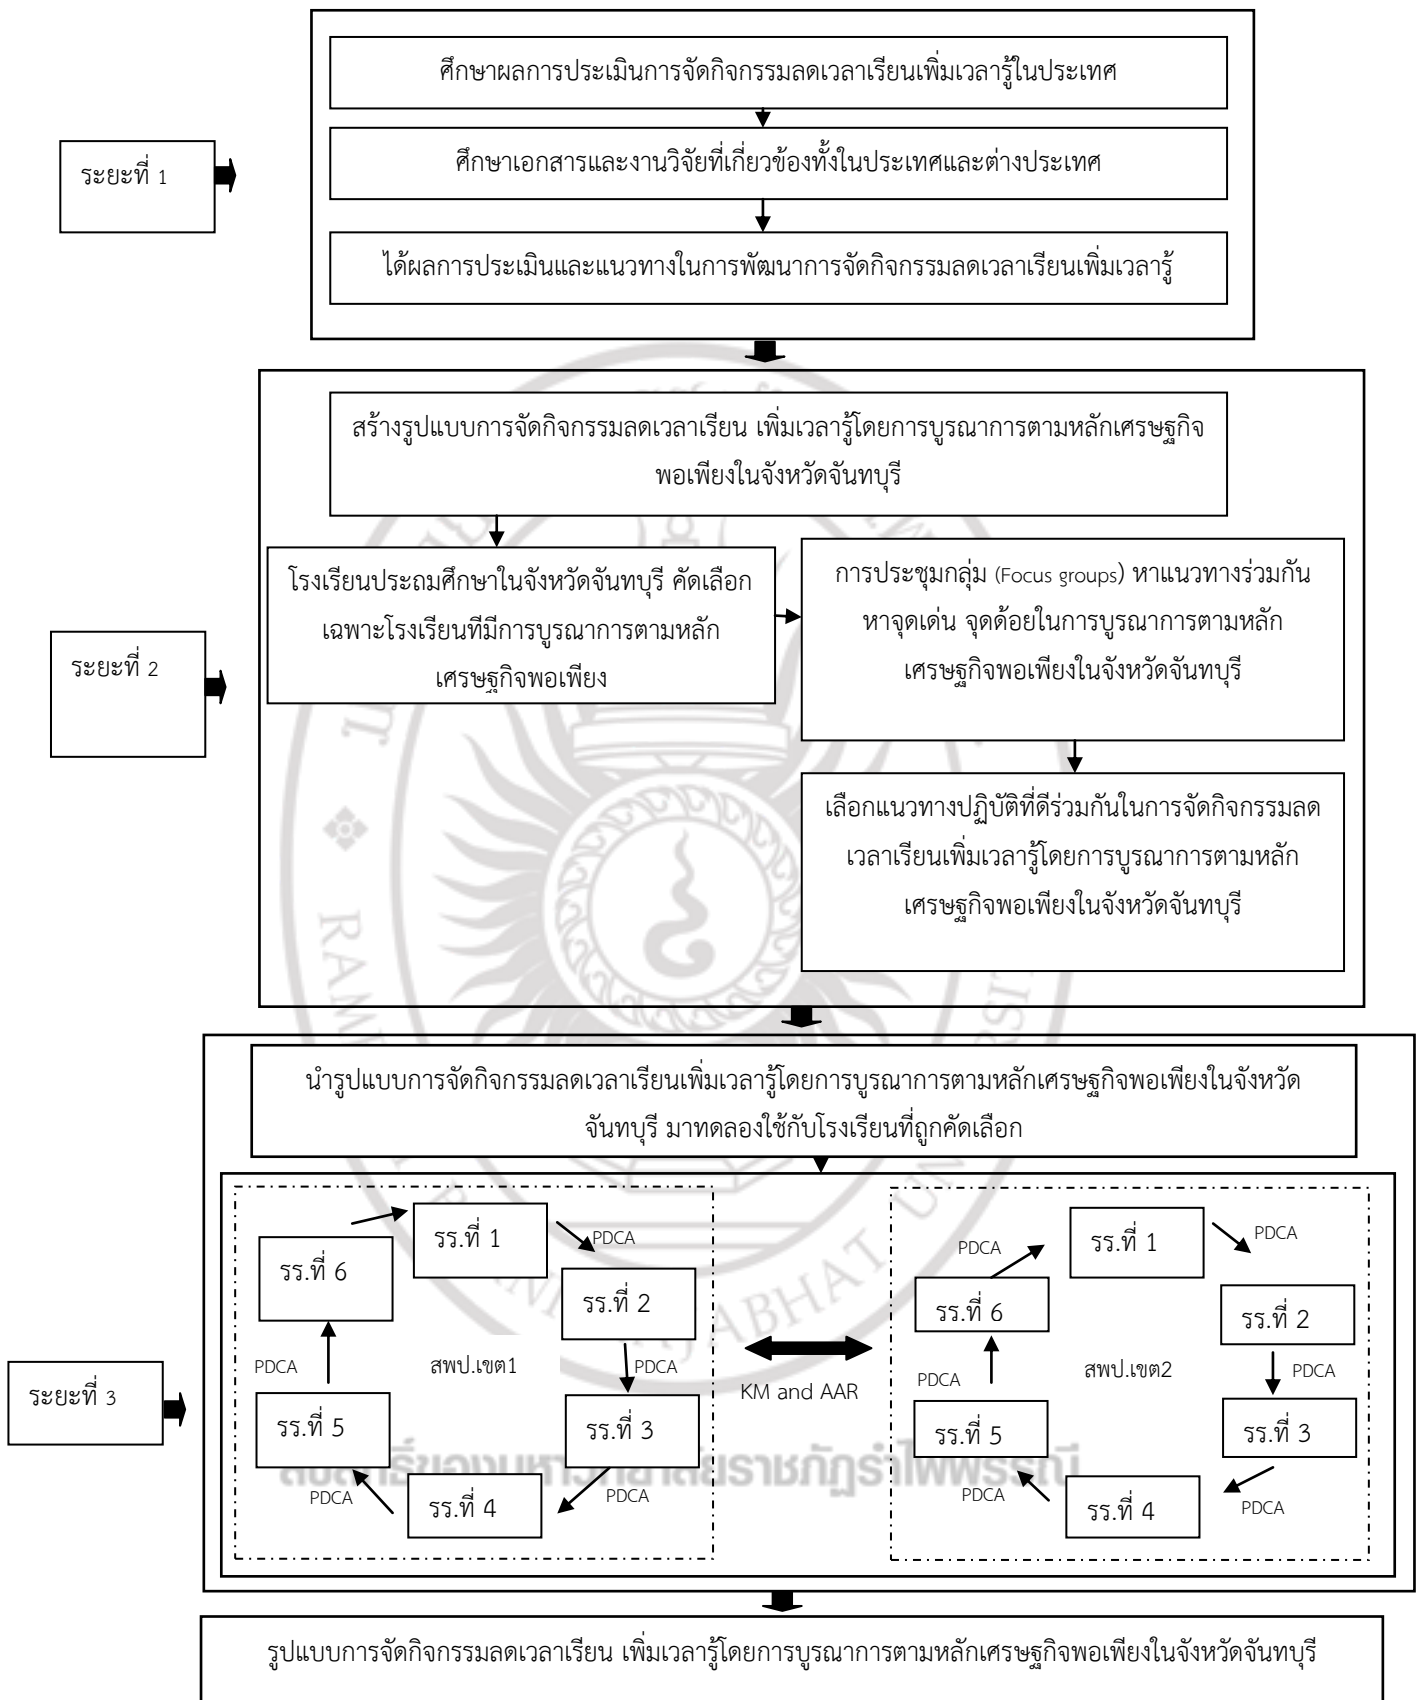 ศึกษาผลการประเมินการจัดกิจกรรมลดเวลาเรียนเพิ่มเวลารู้ในประเทศ
ระยะที่ 1
ศึกษาเอกสารและงานวิจัยที่เกี่ยวข้องทั้งในประเทศและต่างประเทศ
ได้ผลการประเมินและแนวทางในการพัฒนาการจัดกิจกรรมลดเวลาเรียนเพิ่มเวลารู้
สร้างรูปแบบการจัดกิจกรรมลดเวลาเรียน เพิ่มเวลารู้โดยการบูรณาการตามหลักเศรษฐกิจ
พอเพียงในจังหวัดจันทบุรี
ระยะที่ 2
โรงเรียนประถมศึกษาในจังหวัดจันทบุรี คัดเลือก
เฉพาะโรงเรียนทีมีการบูรณาการตามหลัก
เศรษฐกิจพอเพียง
การประชุมกลุ่ม (Focus groups) หาแนวทางร่วมกัน
หาจุดเด่น จุดด้อยในการบูรณาการตามหลัก
เศรษฐกิจพอเพียงในจังหวัดจันทบุรี
เลือกแนวทางปฏิบัติที่ดีร่วมกันในการจัดกิจกรรมลด
เวลาเรียนเพิ่มเวลารู้โดยการบูรณาการตามหลัก
เศรษฐกิจพอเพียงในจังหวัดจันทบุรี
นำรูปแบบการจัดกิจกรรมลดเวลาเรียนเพิ่มเวลารู้โดยการบูรณาการตามหลักเศรษฐกิจพอเพียงในจังหวัด
จันทบุรี มาทดลองใช้กับโรงเรียนที่ถูกคัดเลือก
ระยะที่ 3
รร.ที่ 1
PDCA
รร.ที่ 2
PDCA
รร.ที่ 3
PDCA
รร.ที่ 4
PDCA
รร.ที่ 5
PDCA
รร.ที่ 6
สพป.เขต1
KM and AAR
รร.ที่ 1
PDCA
รร.ที่ 2
PDCA
รร.ที่ 3
PDCA
รร.ที่ 4
PDCA
รร.ที่ 5
PDCA
รร.ที่ 6
PDCA
สพป.เขต2
รูปแบบการจัดกิจกรรมลดเวลาเรียน เพิ่มเวลารู้โดยการบูรณาการตามหลักเศรษฐกิจพอเพียงในจังหวัดจันทบุรี